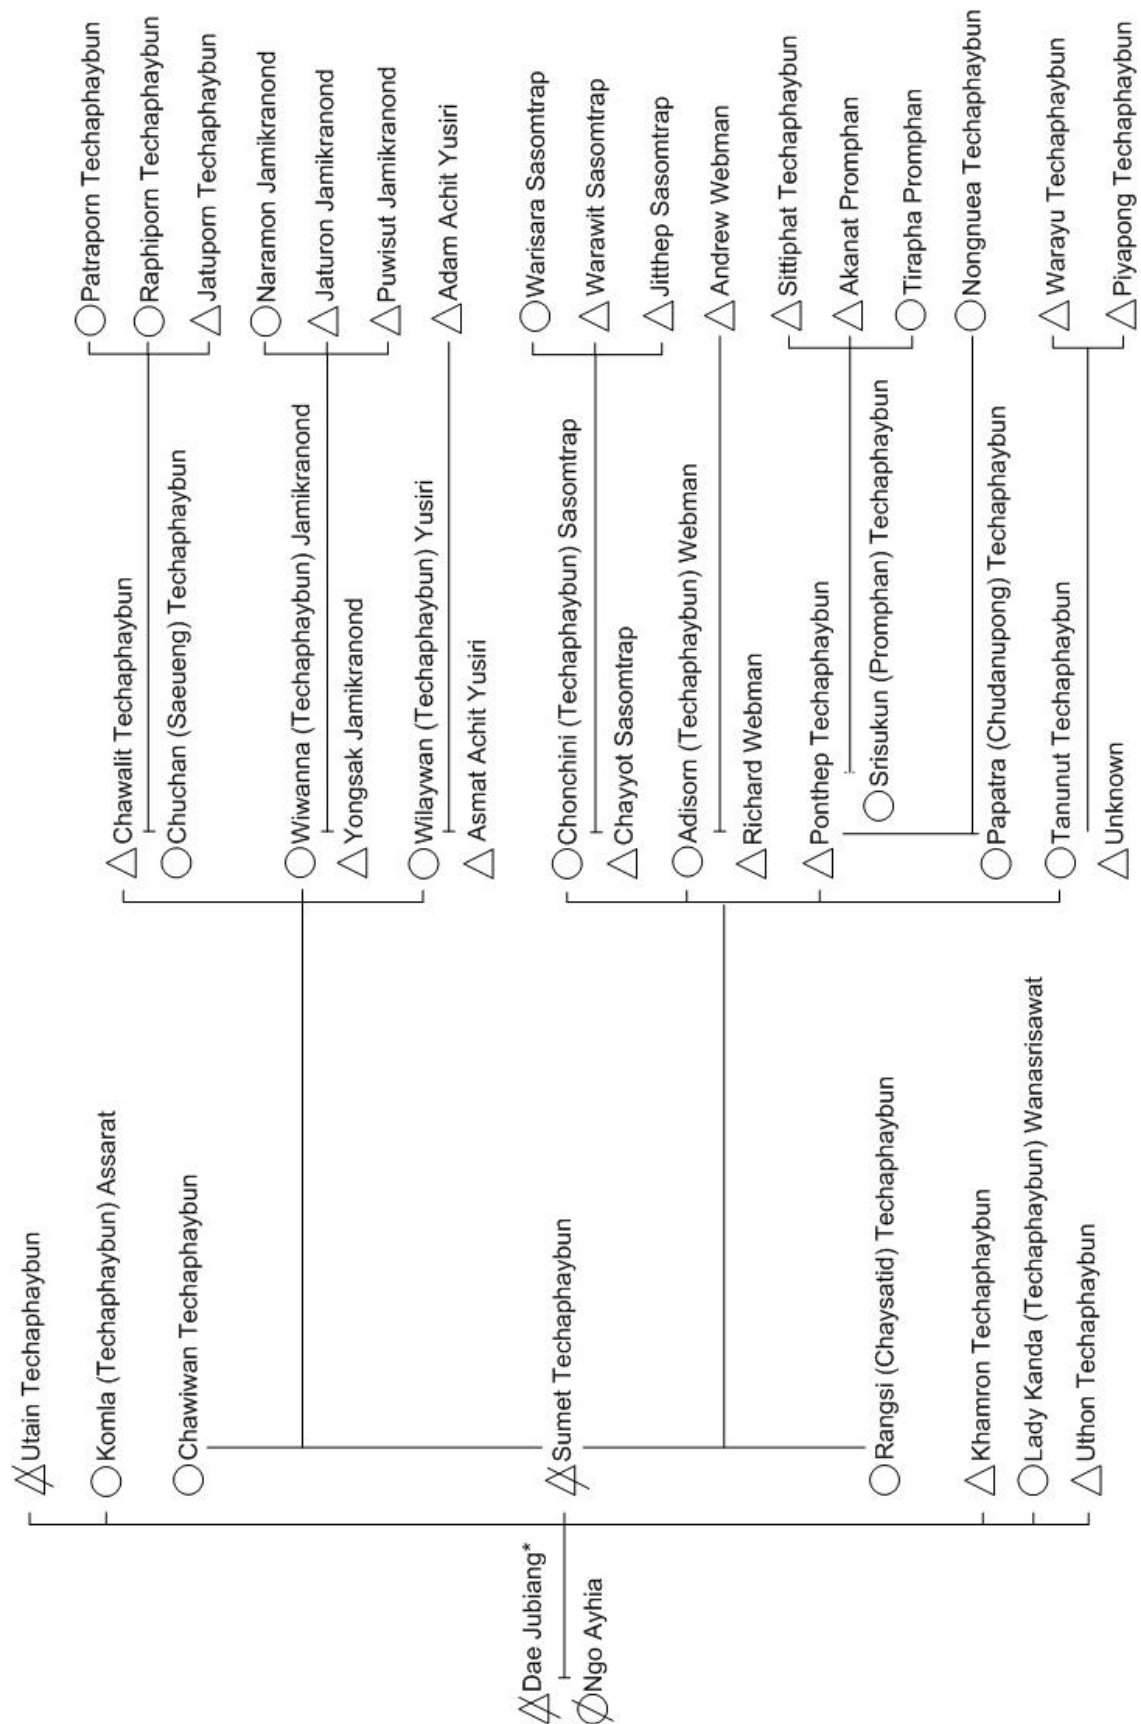 Dae Jubiang*
Ngo Ayhia
Utain Techaphaybun
Komla (Techaphaybun) Assarat
Chawiwan Techaphaybun
Sumet Techaphaybun
Rangsi (Chaysatid) Techaphaybun
Khamron Techaphaybun
Lady Kanda (Techaphaybun) Wanasrisawat
Uthon Techaphaybun
Chawalit Techaphaybun
Chuchan (Saeueng) Techaphaybun
Wiwanna (Techaphaybun) Jamikranond
Yongsak Jamikranond
Wilaywan (Techaphaybun) Yusiri
Asmat Achit Yusiri
Chonchini (Techaphaybun) Sasomtrap
Chayyot Sasomtrap
Adisorn (Techaphaybun) Webman
Richard Webman
Ponthep Techaphaybun
Srisukun (Promphan) Techaphaybun
Papatra (Chudanupong) Techaphaybun
Tanunut Techaphaybun
Unknown
Patraporn Techaphaybun
Raphiporn Techaphaybun
Jatuporn Techaphaybun
Naramon Jamikranond
Jaturon Jamikranond
Puwisut Jamikranond
Adam Achit Yusiri
Warisara Sasomtrap
Warawit Sasomtrap
Jitthep Sasomtrap
Andrew Webman
Sittiphat Techaphaybun
Akanat Promphan
Tirapha Promphan
Nongnuea Techaphaybun
Warayu Techaphaybun
Piyapong Techaphaybun